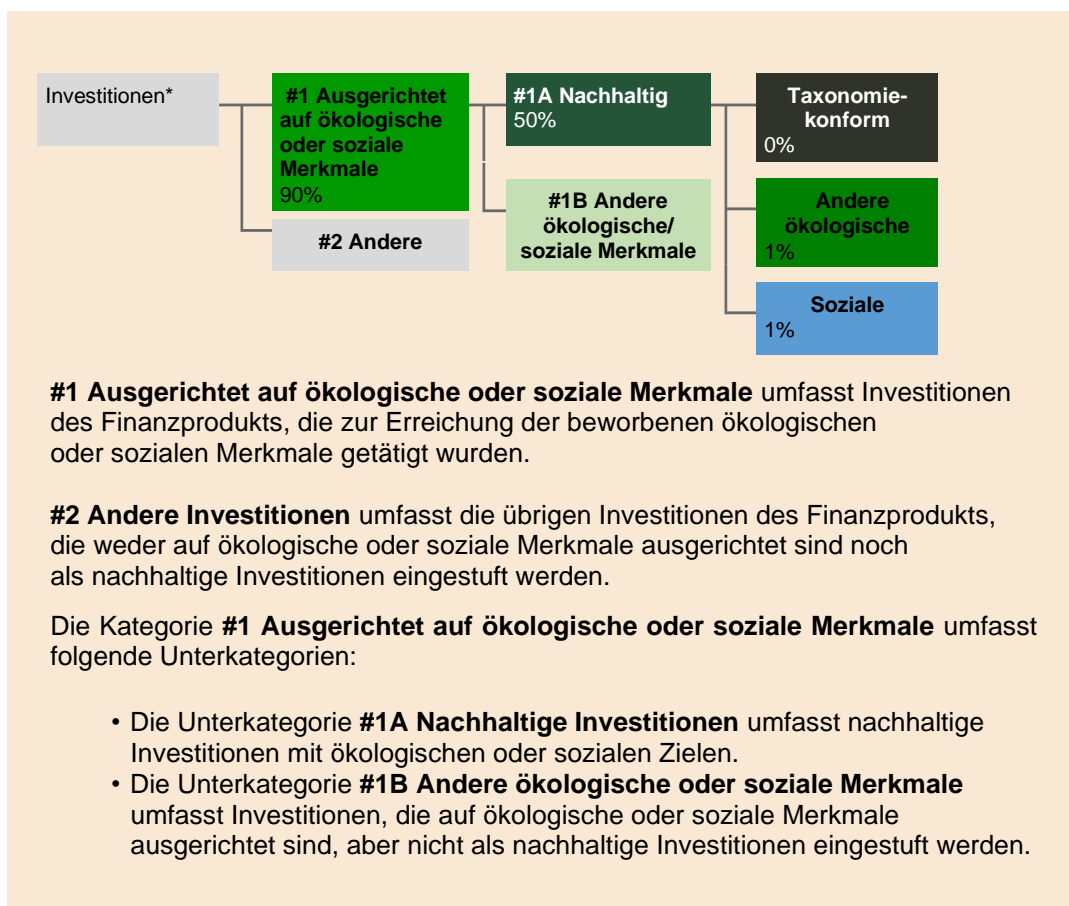 Investitionen*
#1 Ausgerichtet
auf ökologische
oder soziale
Merkmale
90%
#2 Andere
#1A Nachhaltig
50%
#1B Andere
ökologische/
soziale Merkmale
Taxonomie-
konform
0%
Andere
ökologische
1%
Soziale
1%
#1 Ausgerichtet auf ökologische oder soziale Merkmale umfasst Investitionen
des Finanzprodukts, die zur Erreichung der beworbenen ökologischen
oder sozialen Merkmale getätigt wurden.
#2 Andere Investitionen umfasst die übrigen Investitionen des Finanzprodukts,
die weder auf ökologische oder soziale Merkmale ausgerichtet sind noch
als nachhaltige Investitionen eingestuft werden.
Die Kategorie #1 Ausgerichtet auf ökologische oder soziale Merkmale umfasst
folgende Unterkategorien:
• Die Unterkategorie #1A Nachhaltige Investitionen umfasst nachhaltige
Investitionen mit ökologischen oder sozialen Zielen.
• Die Unterkategorie #1B Andere ökologische oder soziale Merkmale
umfasst Investitionen, die auf ökologische oder soziale Merkmale
ausgerichtet sind, aber nicht als nachhaltige Investitionen eingestuft werden.